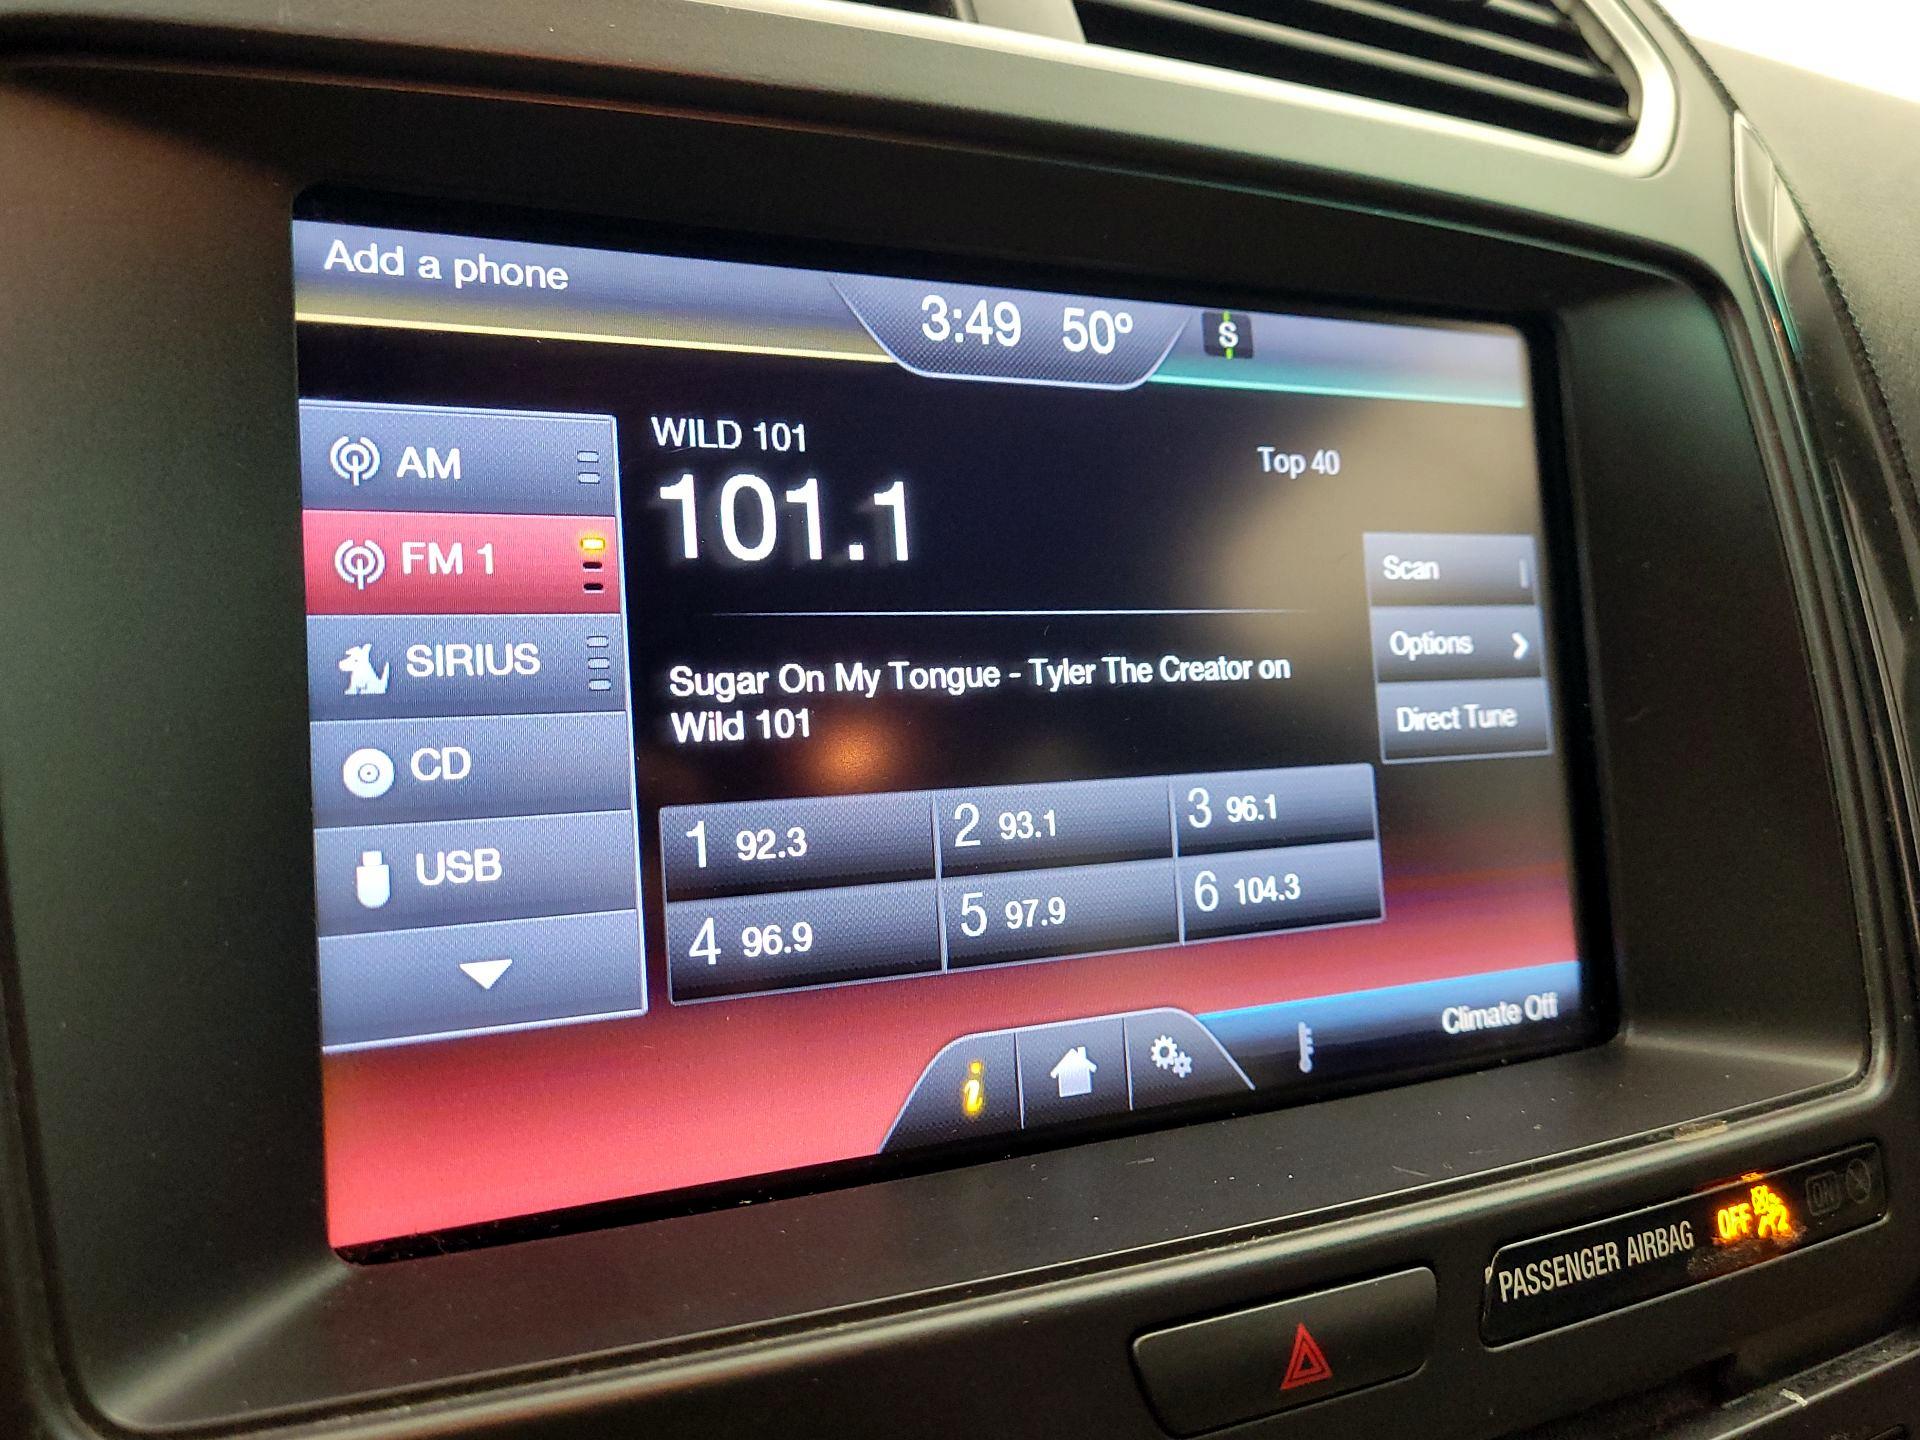 Add a phone
3:49 50° S
AM
FM 1
SIRIUS
CD
USB
WILD 101
101.1
Top 40
Sugar On My Tongue - Tyler The Creator on
Wild 101
Scan
Options
Direct Tune
1 92.3
2 93.1
3 96.1
4 96.9
5 97.9
6 104.3
i
Climate Off
PASSENGER AIRBAG OFF ON